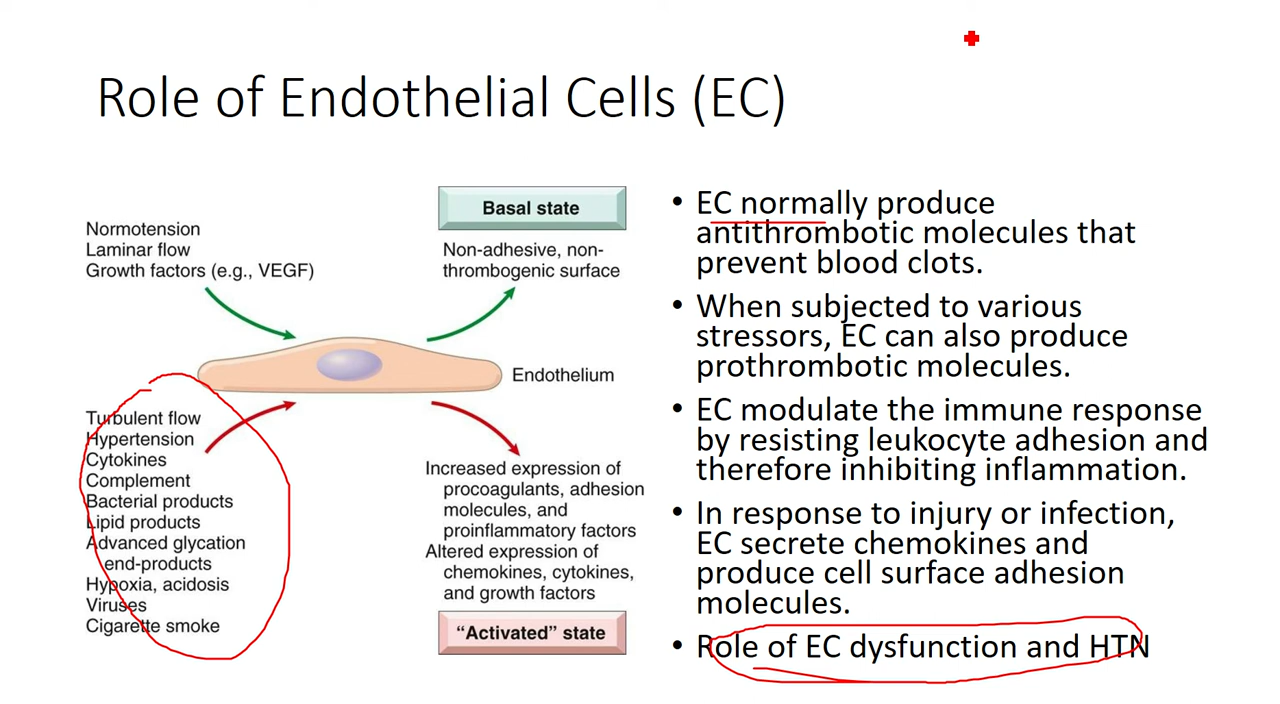 Role of Endothelial Cells (EC)
Basal state
Normotension
Laminar flow
Growth factors (e.g., VEGF)
Non-adhesive, non-
thrombogenic surface
Endothelium
Turbulent flow
Hypertension
Cytokines
Complement
Bacterial products
Lipid products
Advanced glycation
end-products
Hypoxia, acidosis
Viruses
Cigarette smoke
Increased expression of
procoagulants, adhesion
molecules, and
proinflammatory factors
Altered expression of
chemokines, cytokines,
and growth factors
“Activated” state
• EC normally produce
antithrombotic molecules that
prevent blood clots.
• When subjected to various
stressors, EC can also produce
prothrombotic molecules.
• EC modulate the immune response
by resisting leukocyte adhesion and
therefore inhibiting inflammation.
• In response to injury or infection,
EC secrete chemokines and
produce cell surface adhesion
molecules.
• Role of EC dysfunction and HTN